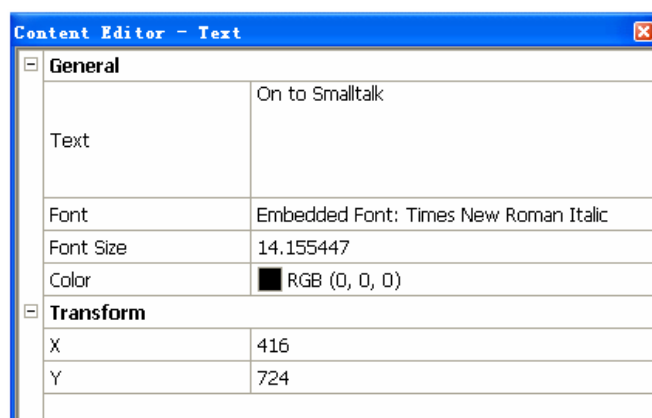 Content Editor - Text
General
Text On to Smalltalk
Font Embedded Font: Times New Roman Italic
Font Size 14.155447
Color RGB (0, 0, 0)
Transform
X 416
Y 724